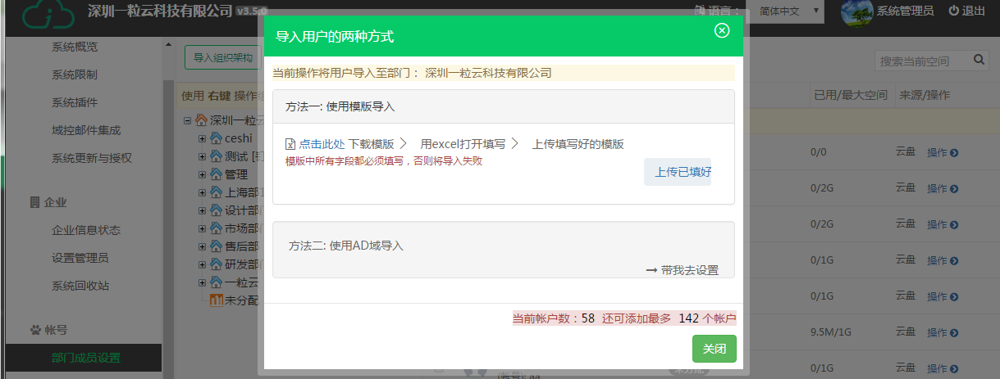 深圳一粒云科技有限公司 v3.5.0
语言： 简体中文 系统管理员 退出
系统概览
系统限制
系统插件
域控邮件集成
系统更新与授权
企业
企业信息状态
设置管理员
系统回收站
帐号
部门成员设置
导入组织架构
搜索当前空间
使用 右键 操作
已用/最大空间 来源/操作
深圳一粒云
ceshi
测试
管理
上海部
设计部
市场部
售后部
研发部
一粒云
未分配
导入用户的两种方式
当前操作将用户导入至部门： 深圳一粒云科技有限公司
方法一: 使用模版导入
点击此处 下载模版 用excel打开填写 上传填写好的模版
模版中所有字段都必须填写，否则将导入失败
上传已填好
方法二: 使用AD域导入
带我去设置
当前帐户数：58 还可添加最多 142 个帐户
关闭
0/0 云盘 操作
0/2G 云盘 操作
0/2G 云盘 操作
0/1G 云盘 操作
0/1G 云盘 操作
9.5M/1G 云盘 操作
0/1G 云盘 操作